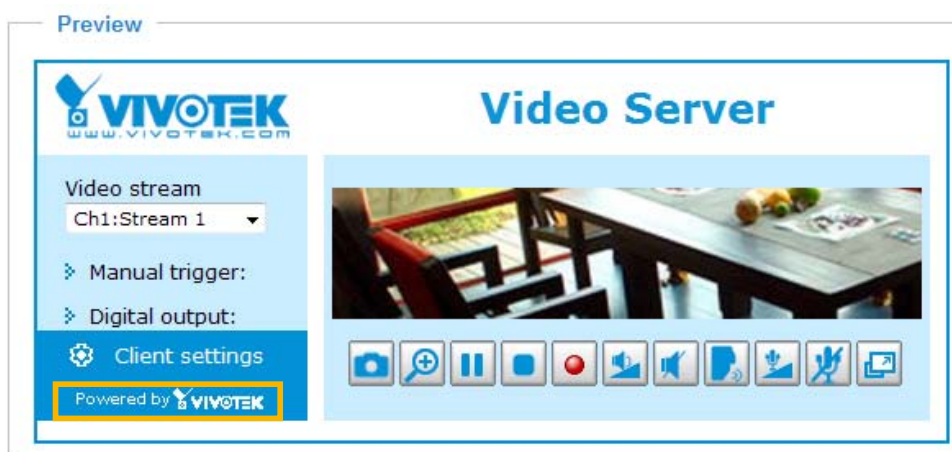 Preview
VIVOTEK
www.vivotek.com
Video Server
Video stream
Ch1:Stream 1
Manual trigger:
Digital output:
Client settings
Powered by VIVOTEK